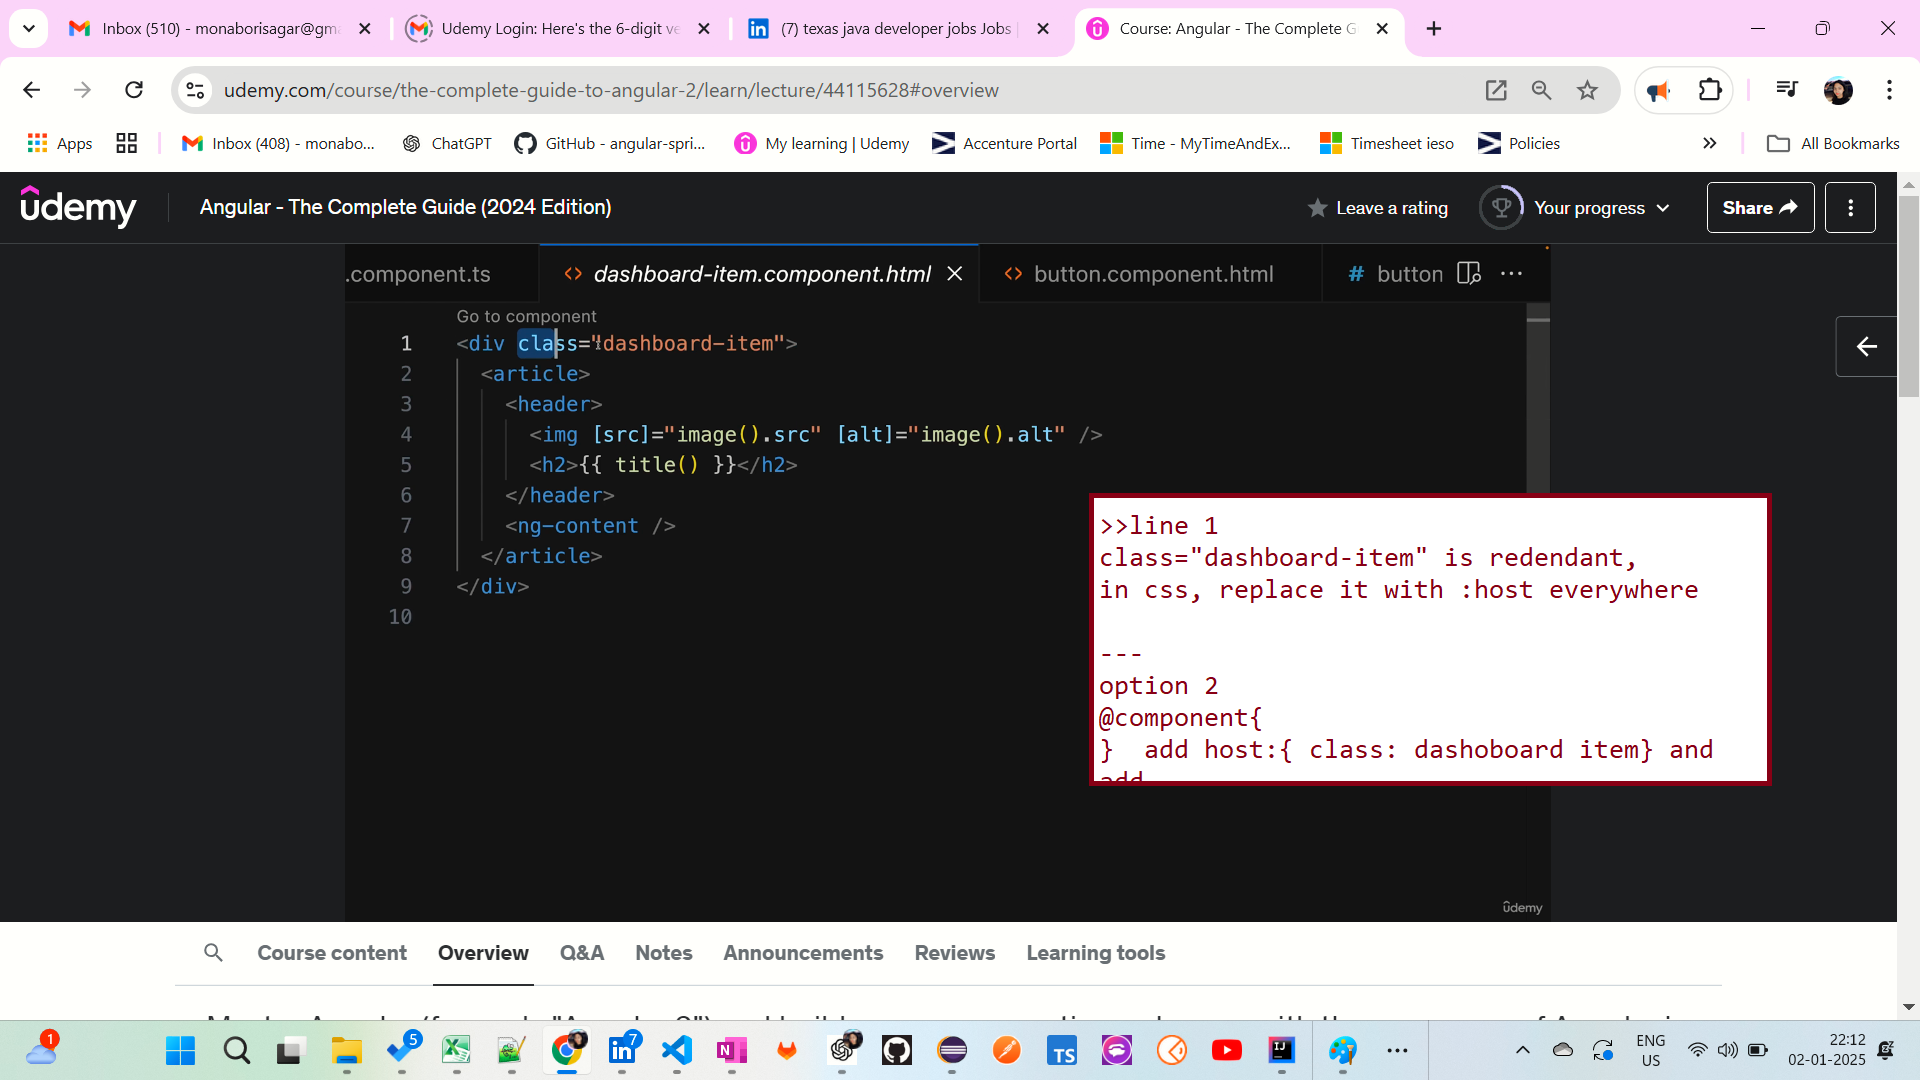 Inbox (510) - monaborisagar@gm
Udemy Login: Here's the 6-digit ve
(7) texas java developer jobs Jobs
Course: Angular - The Complete G
udemy.com/course/the-complete-guide-to-angular-2/learn/lecture/44115628#overview
Apps
Inbox (408) - monabo...
ChatGPT
GitHub - angular-spri...
My learning | Udemy
Accenture Portal
Time - MyTimeAndEx...
Timesheet ieso
Policies
All Bookmarks
udemy
Angular - The Complete Guide (2024 Edition)
Leave a rating
Your progress
Share
.component.ts
<> dashboard-item.component.html
<> button.component.html
# button
Go to component
1 <div class="dashboard-item">
2 <article>
3 <header>
4 <img [src]="image().src" [alt]="image().alt" />
5 <h2>{{ title() }}</h2>
6 </header>
7 <ng-content />
8 </article>
9 </div>
10
>>line 1
class="dashboard-item" is redendant,
in css, replace it with :host everywhere
---
option 2
@component{
} add host:{ class: dashoboard item} and
add
udemy
Course content
Overview
Q&A
Notes
Announcements
Reviews
Learning tools
1
5
7
TS
IJ
ENG
US
22:12
02-01-2025